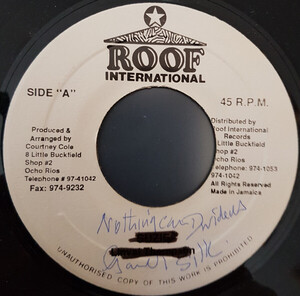 ROOF
INTERNATIONAL
SIDE "A"
45 R.P.M.
Produced &
Arranged by
Courtney Cole
8 Little Buckfield
Shop #2
Ocho Rios
Telephone # 97-41042
Fax: 974-9232
Distributed by
Roof International
Records
8 Little Buckfield
Shop #2
Ocho Rios
Telephone: 974-1053
974-1042
All Rights Reserved
Made in Jamaica
Nothing can Divide us
Garnet Silk
UNAUTHORISED COPY OF THIS WORK IS PROHIBITED